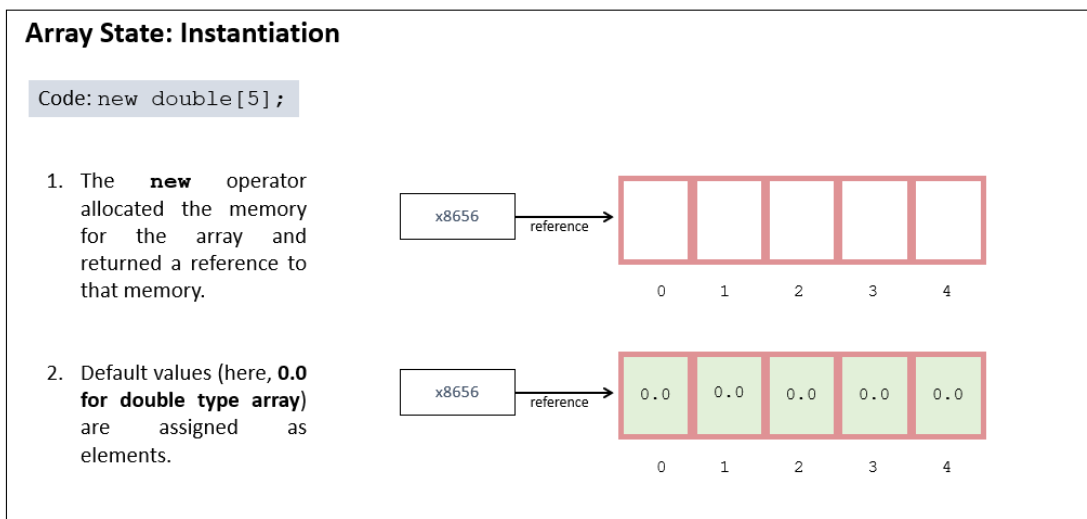 Array State: Instantiation
Code: new double[5];
1. The new operator
allocated the memory
for the array and
returned a reference to
that memory.
x8656
reference
0 1 2 3 4
2. Default values (here, 0.0
for double type array)
are assigned as
elements.
x8656
reference
0.0 0.0 0.0 0.0 0.0
0 1 2 3 4